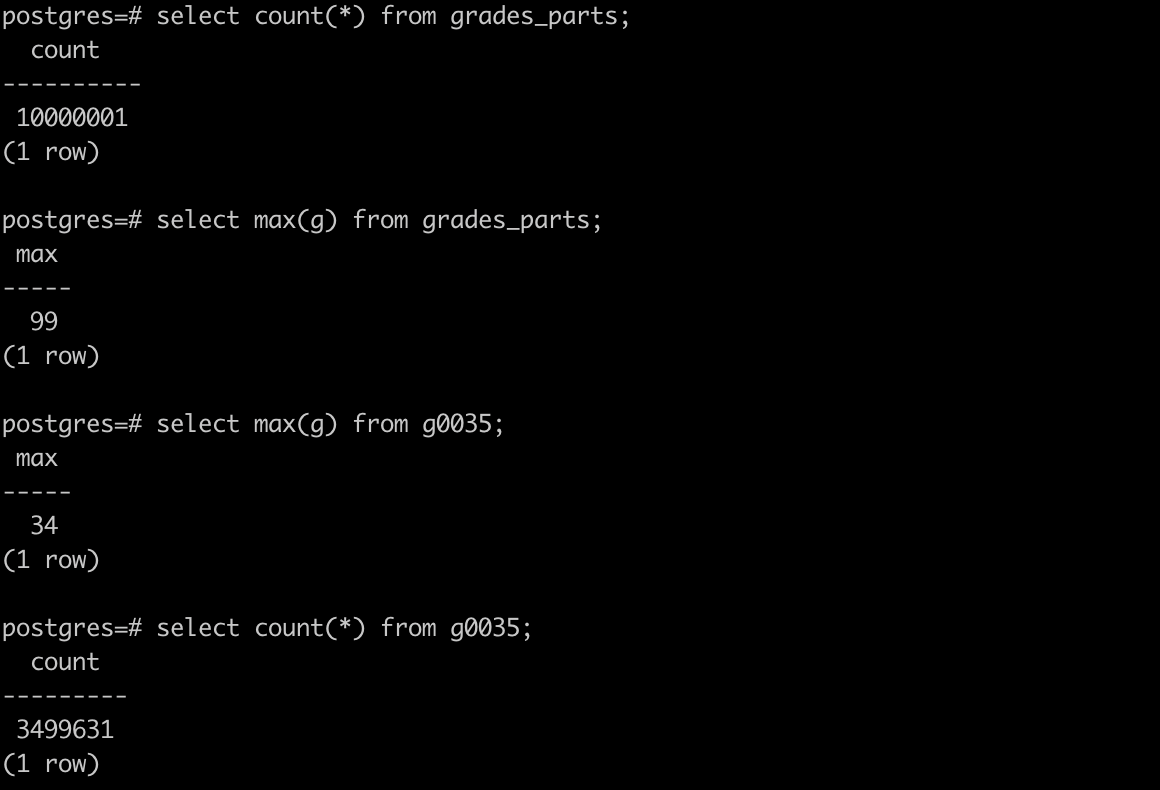 postgres=# select count(*) from grades_parts;
count
----------
10000001
(1 row)
postgres=# select max(g) from grades_parts;
max
-----
99
(1 row)
postgres=# select max(g) from g0035;
max
-----
34
(1 row)
postgres=# select count(*) from g0035;
count
---------
3499631
(1 row)